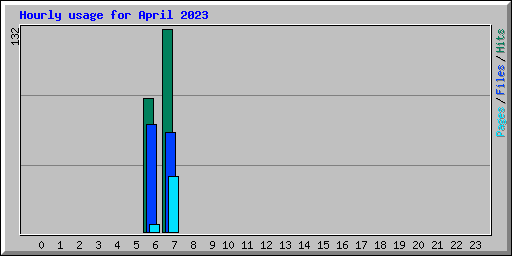 Hourly usage for April 2023
132
Pages/Files/Hits
0 1 2 3 4 5 6 7 8 9 10 11 12 13 14 15 16 17 18 19 20 21 22 23